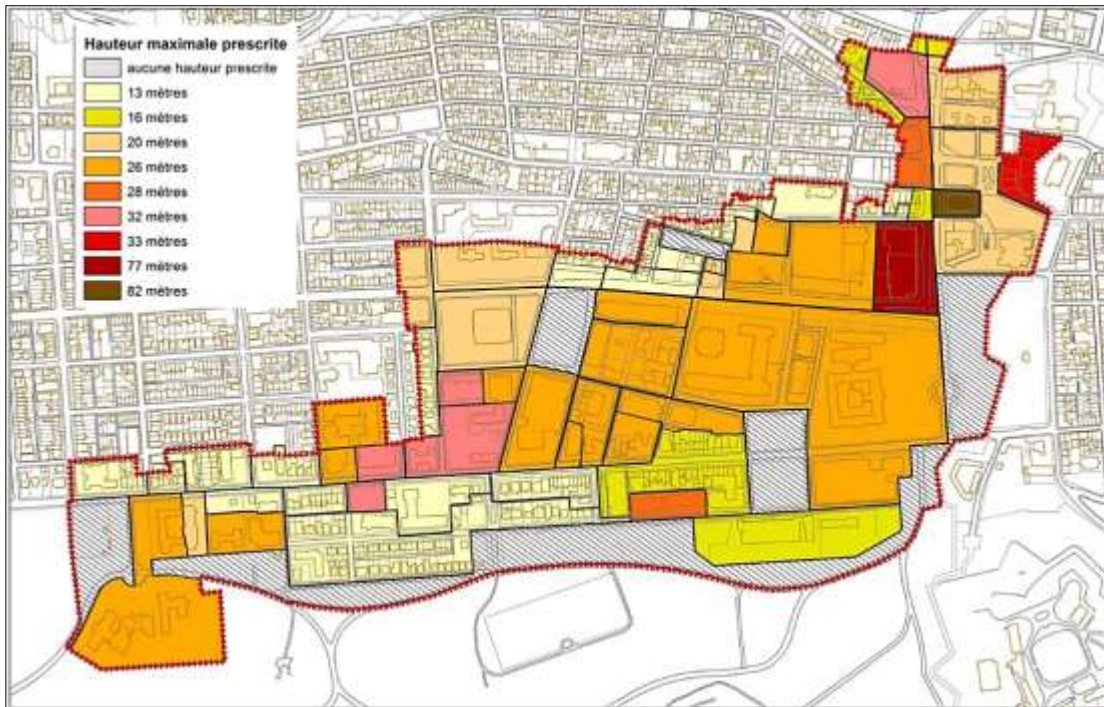 Hauteur maximale prescrite
aucune hauteur prescrite
13 mètres
16 mètres
20 mètres
26 mètres
28 mètres
32 mètres
33 mètres
77 mètres
82 mètres